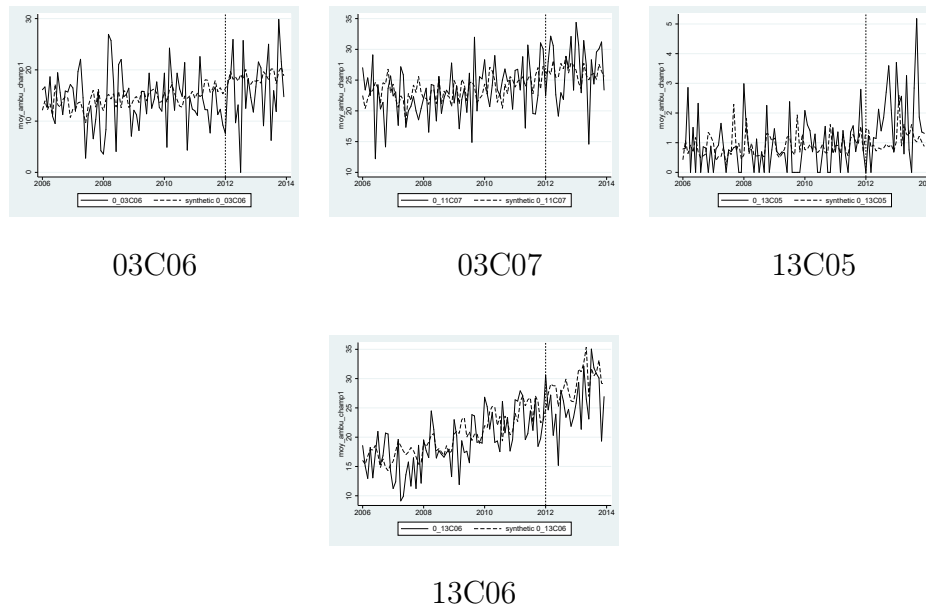 moy_ambu_champ1
30
20
10
0
2006 2008 2010 2012 2014
0_03C06 synthetic 0_03C06
03C06
moy_ambu_champ1
35
30
25
20
15
10
2006 2008 2010 2012 2014
0_11C07 synthetic 0_11C07
03C07
moy_ambu_champ1
5
4
3
2
1
0
2006 2008 2010 2012 2014
0_13C05 synthetic 0_13C05
13C05
moy_ambu_champ1
35
30
25
20
15
10
2006 2008 2010 2012 2014
0_13C06 synthetic 0_13C06
13C06